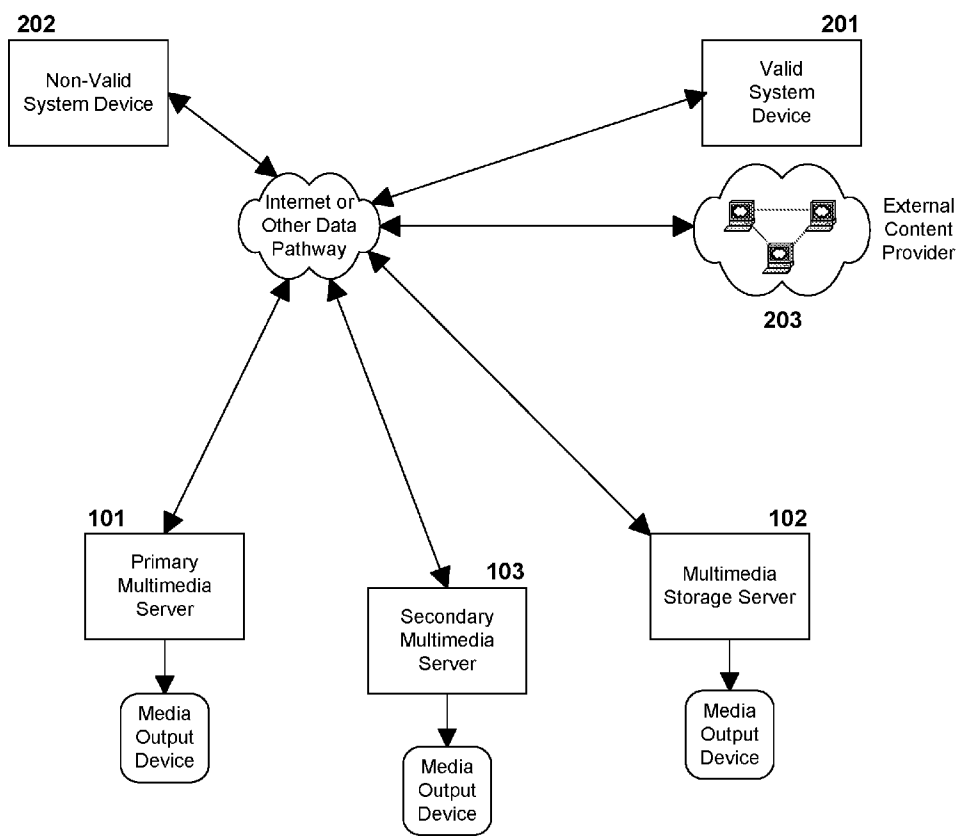 202
Non-Valid
System Device
201
Valid
System
Device
Internet or
Other Data
Pathway
External
Content
Provider
203
101
Primary
Multimedia
Server
103
Secondary
Multimedia
Server
102
Multimedia
Storage Server
Media
Output
Device
Media
Output
Device
Media
Output
Device